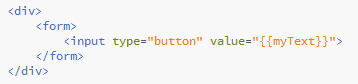 <div>
    <form>
        <input type="button" value="{{myText}}">
    </form>
</div>